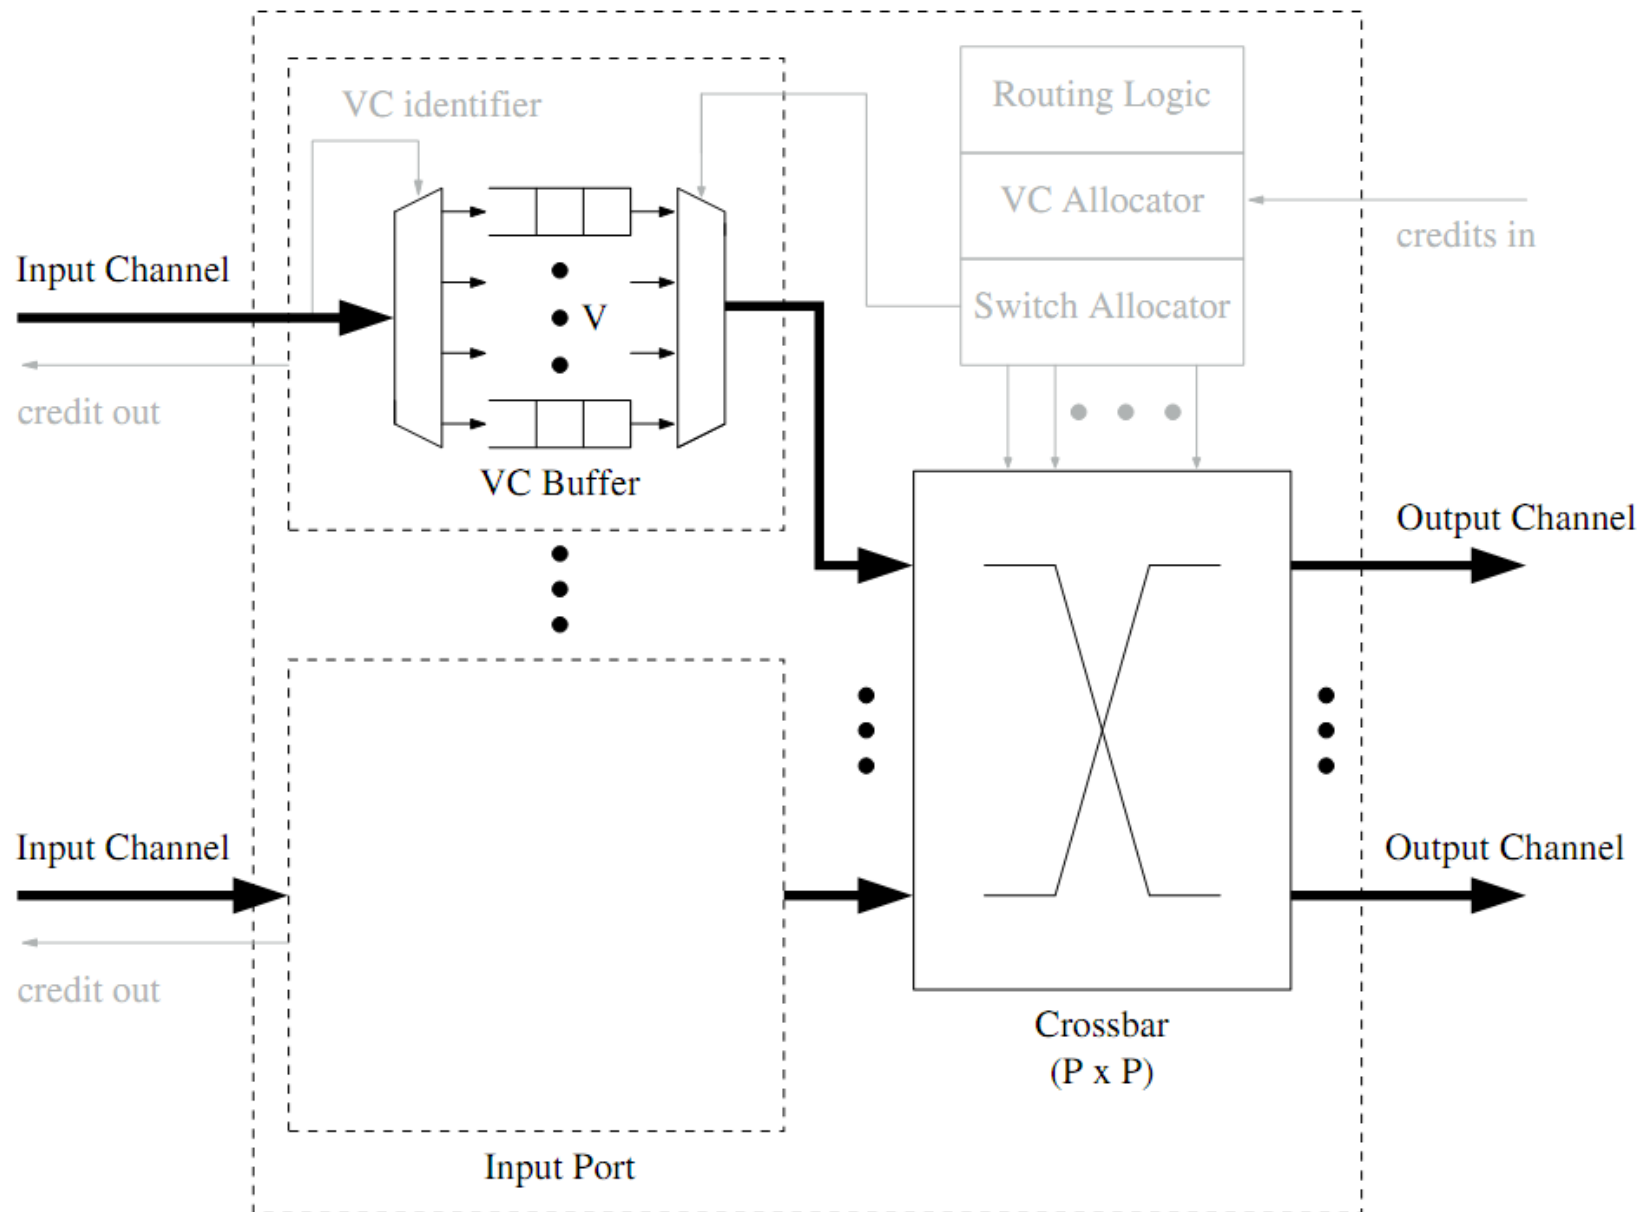 Routing Logic
VC identifier
VC Allocator
credits in
Input Channel
V
Switch Allocator
credit out
VC Buffer
Output Channel
Input Channel
Output Channel
credit out
Crossbar
(P x P)
Input Port